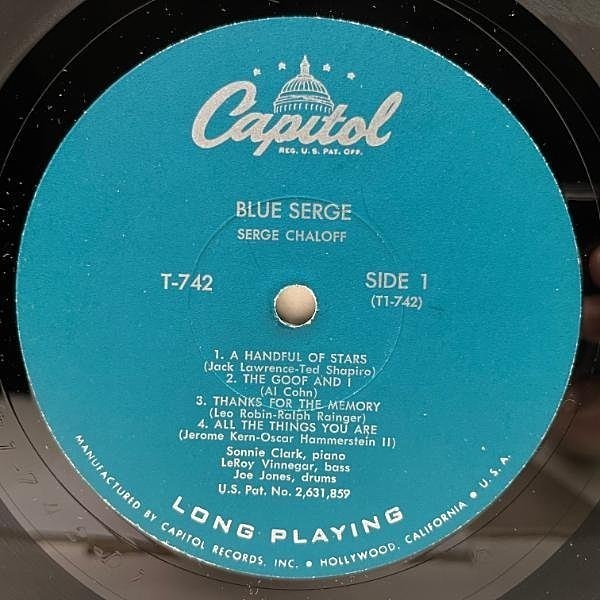 Capitol
REG. U.S. PAT. OFF.
BLUE SERGE
SERGE CHALOFF
T-742
SIDE 1
(T1-742)
1. A HANDFUL OF STARS
(Jack Lawrence-Ted Shapiro)
2. THE GOOF AND I
(Al Cohn)
3. THANKS FOR THE MEMORY
(Leo Robin-Ralph Rainger)
4. ALL THE THINGS YOU ARE
(Jerome Kern-Oscar Hammerstein II)
Sonnie Clark, piano
LeRoy Vinnegar, bass
Joe Jones, drums
U.S. Pat. No. 2,631,859
LONG PLAYING
MANUFACTURED BY CAPITOL RECORDS, INC. • HOLLYWOOD, CALIFORNIA • U.S.A.